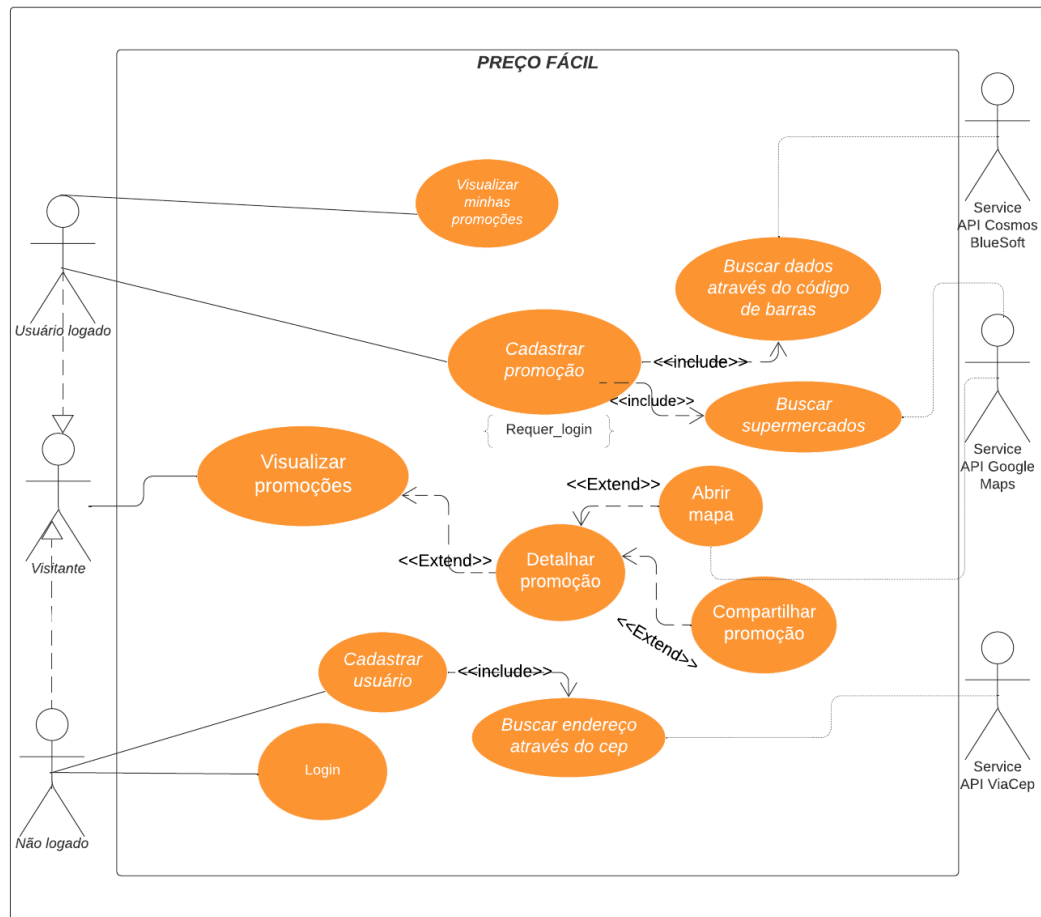 PREÇO FÁCIL
Visualizar
minhas
promoções
Service
API Cosmos
BlueSoft
Usuário logado
Buscar dados
através do código
de barras
Cadastrar
promoção
<<include>>
<<include>>
Buscar
supermercados
Requer_login
Service
API Google
Maps
Visualizar
promoções
Visitante
<<Extend>>
Abrir
mapa
<<Extend>>
Detalhar
promoção
Compartilhar
promoção
<<Extend>>
Cadastrar
usuário
<<include>>
Buscar endereço
através do cep
Login
Service
API ViaCep
Não logado